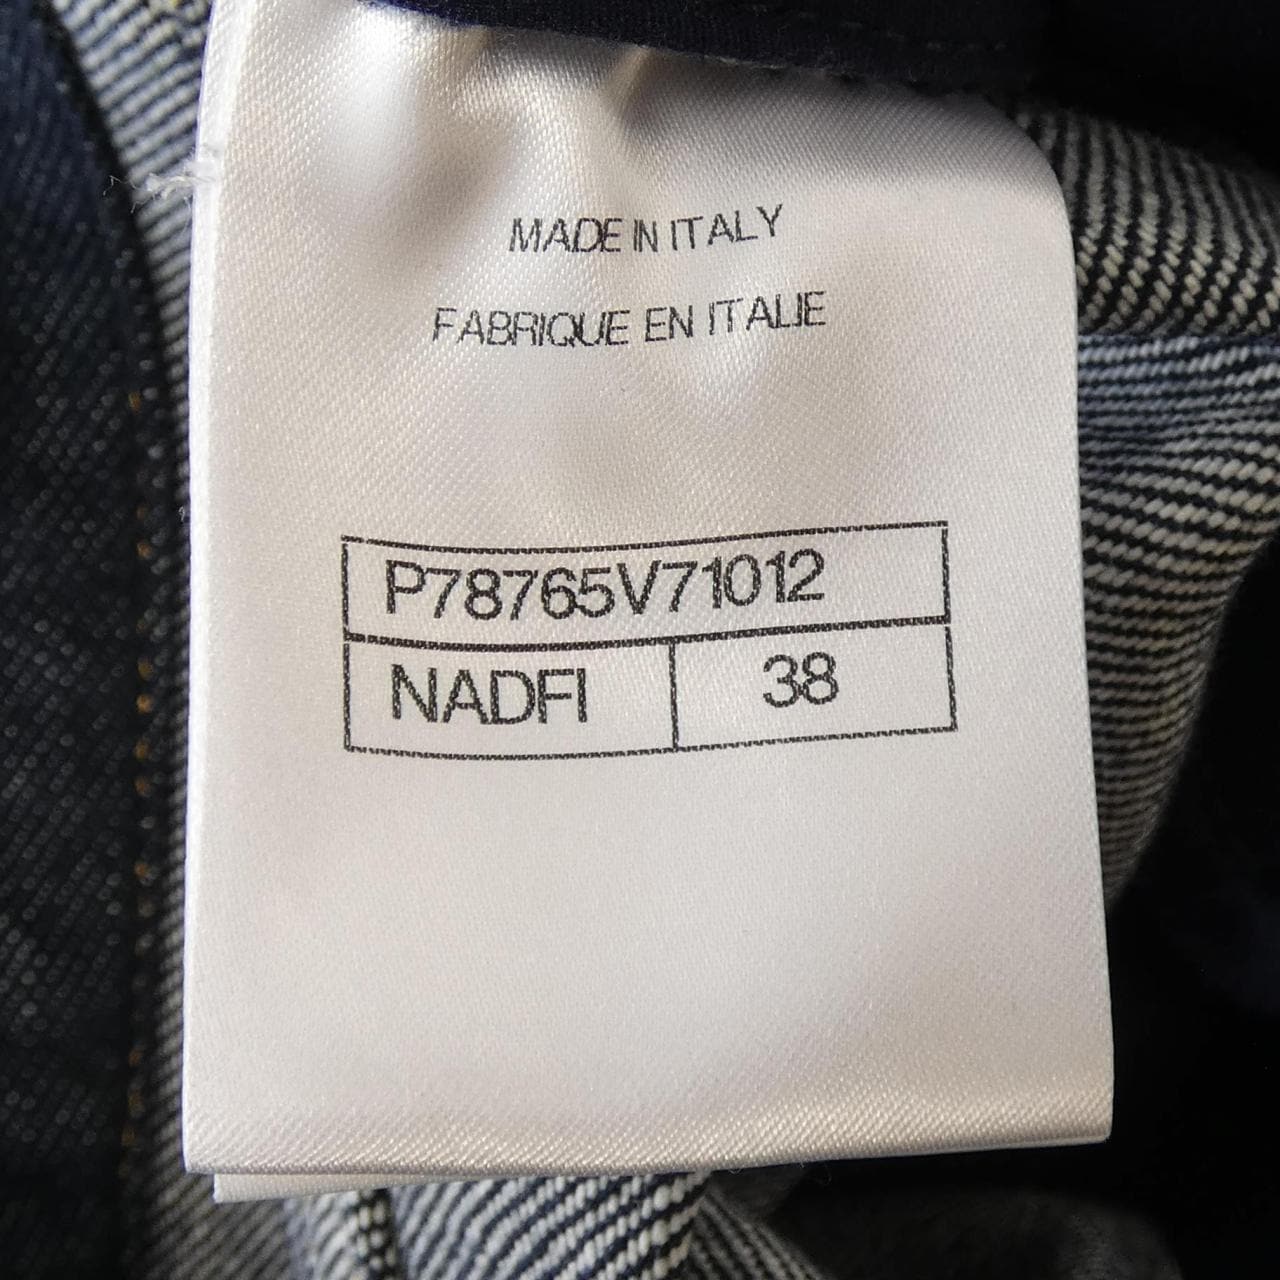 MADE IN ITALY
FABRIQUE EN ITALIE
P78765V71012
NADFI 38